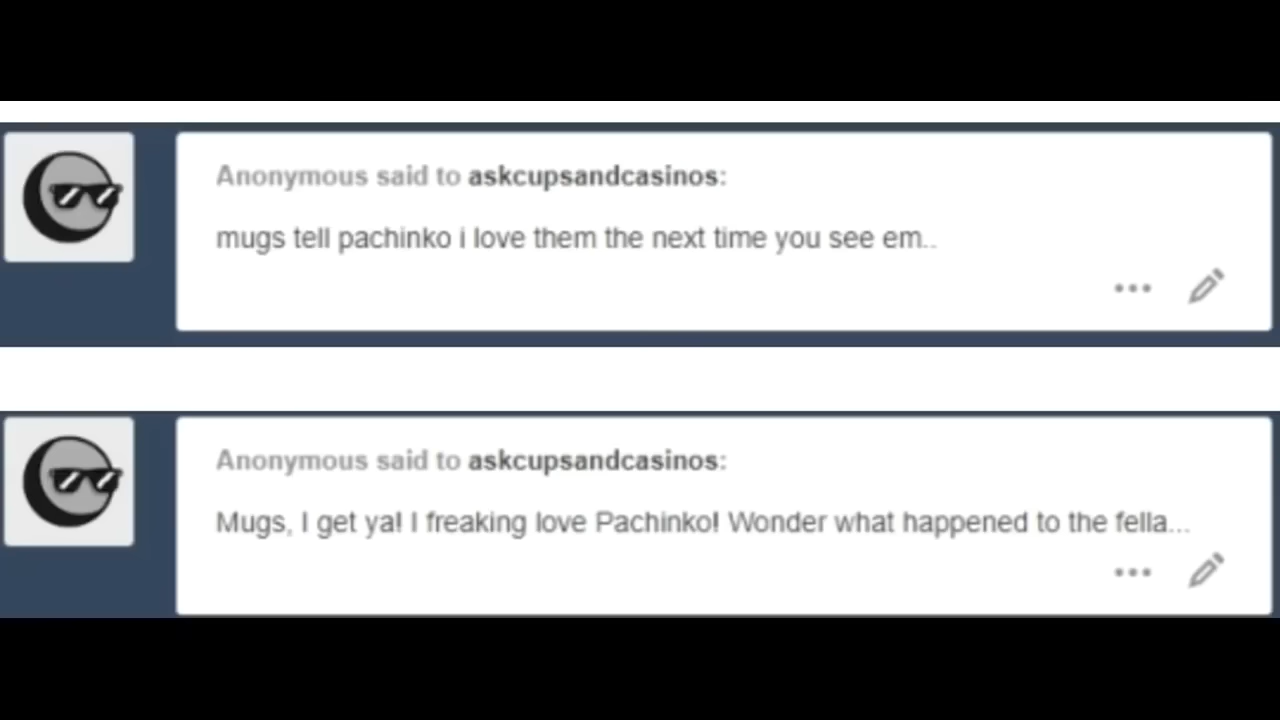 Anonymous said to askcupsandcasinos:
mugs tell pachinko i love them the next time you see em..
Anonymous said to askcupsandcasinos:
Mugs, I get ya! I freaking love Pachinko! Wonder what happened to the fella...